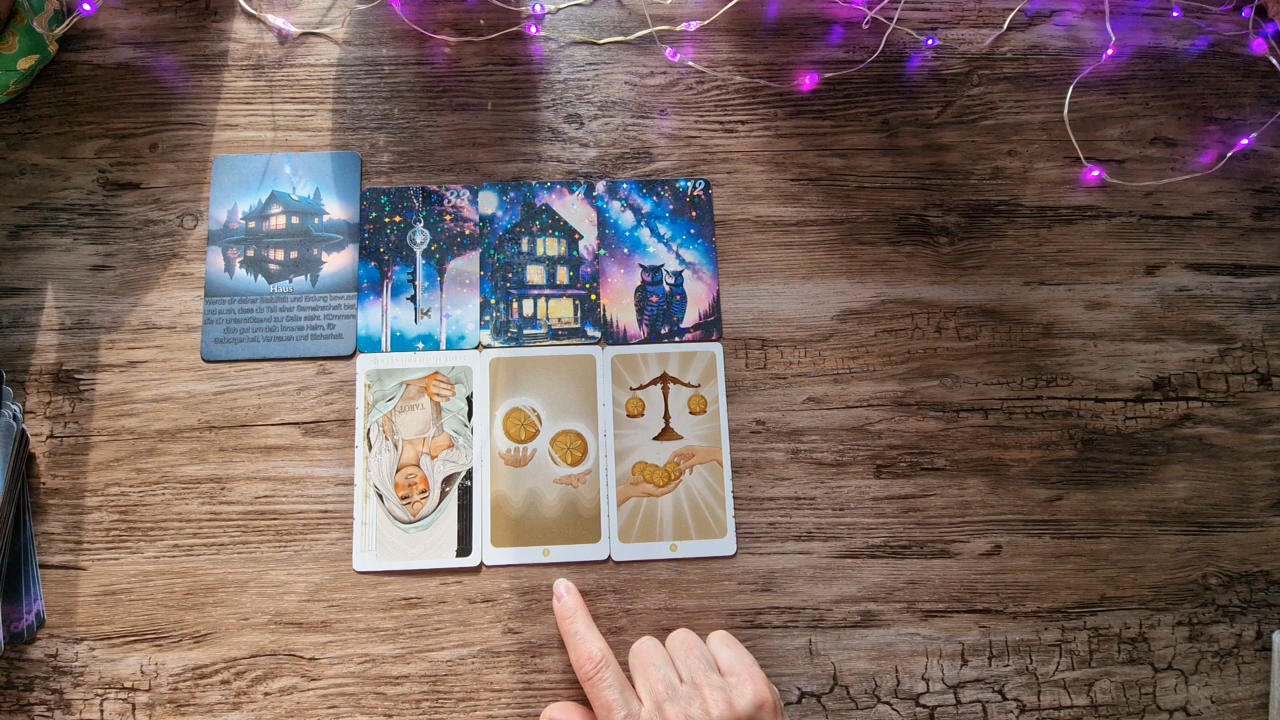 33
4
12
Haus
Werde dir deiner Stabilität und Erdung bewusst
und auch, dass du Teil einer Gemeinschaft bist,
die dir unterstützend zur Seite steht. Kümmere
dich gut um dein inneres Heim, für
Geborgenheit, Vertrauen und Sicherheit.
TAROT